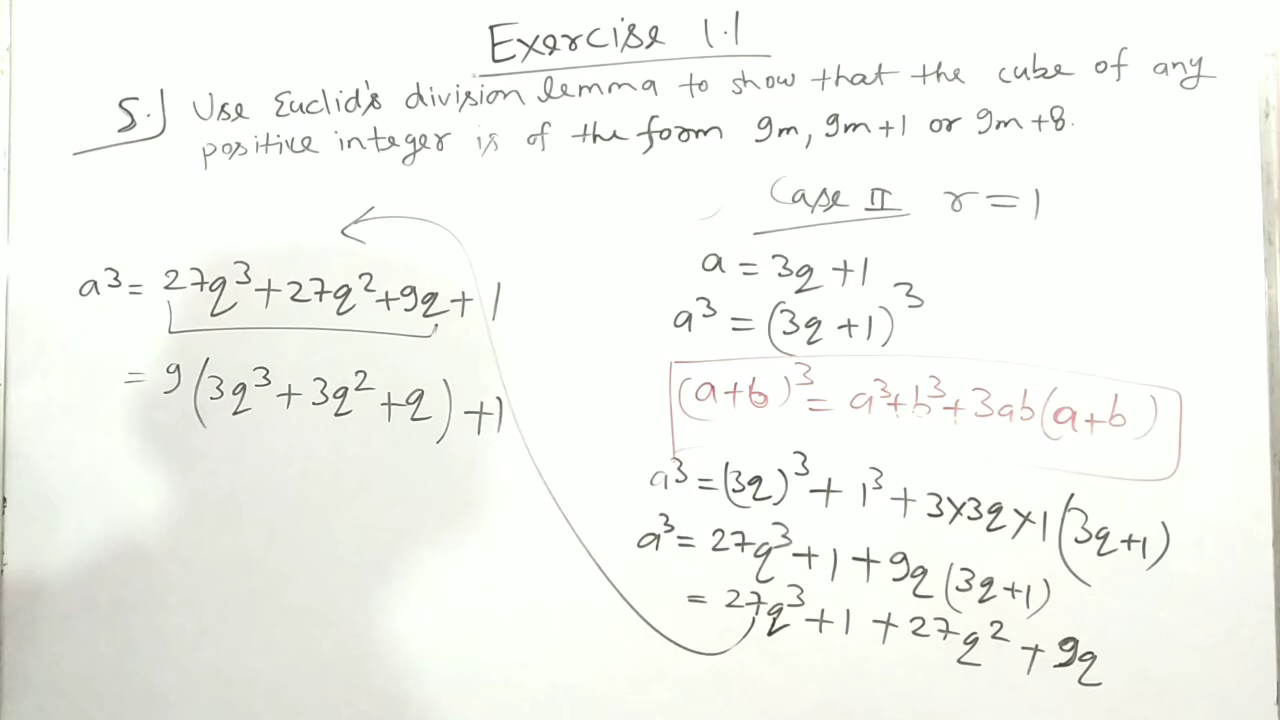 Exercise 1.1
5.) Use Euclid's division lemma to show that the cube of any
positive integer is of the form 9m, 9m+1 or 9m+8.
Case II r = 1
a = 3q + 1
a³ = (3q + 1)³
(a+b)³ = a³ + b³ + 3ab(a+b)
a³ = (3q)³ + 1³ + 3×3q×1(3q+1)
a³ = 27q³ + 1 + 9q(3q+1)
= 27q³ + 1 + 27q² + 9q
a³ = 27q³ + 27q² + 9q + 1
= 9(3q³ + 3q² + q) + 1